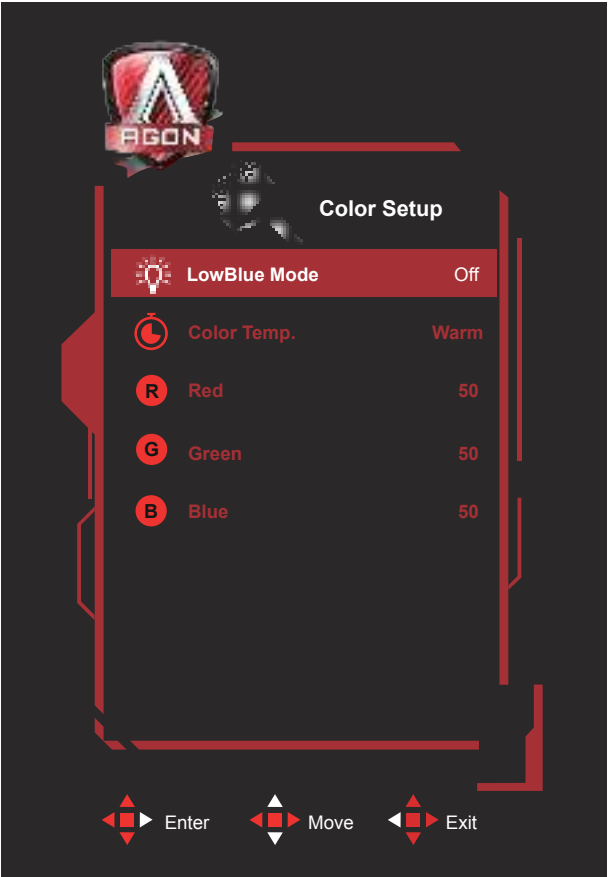 AGON
Color Setup
LowBlue Mode Off
Color Temp. Warm
R Red 50
G Green 50
B Blue 50
Enter Move Exit